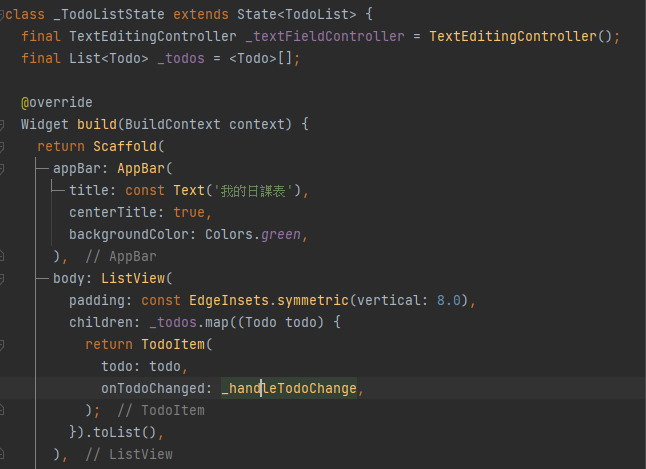 class _TodoListState extends State<TodoList> {
  final TextEditingController _textFieldController = TextEditingController();
  final List<Todo> _todos = <Todo>[];
  @override
  Widget build(BuildContext context) {
    return Scaffold(
      appBar: AppBar(
        title: const Text('我的日謀表'),
        centerTitle: true,
        backgroundColor: Colors.green,
      ),  // AppBar
      body: ListView(
        padding: const EdgeInsets.symmetric(vertical: 8.0),
        children: _todos.map((Todo todo) {
          return TodoItem(
            todo: todo,
            onTodoChanged: _handleTodoChange,
          );  // TodoItem
        }).toList(),
      ),  // ListView